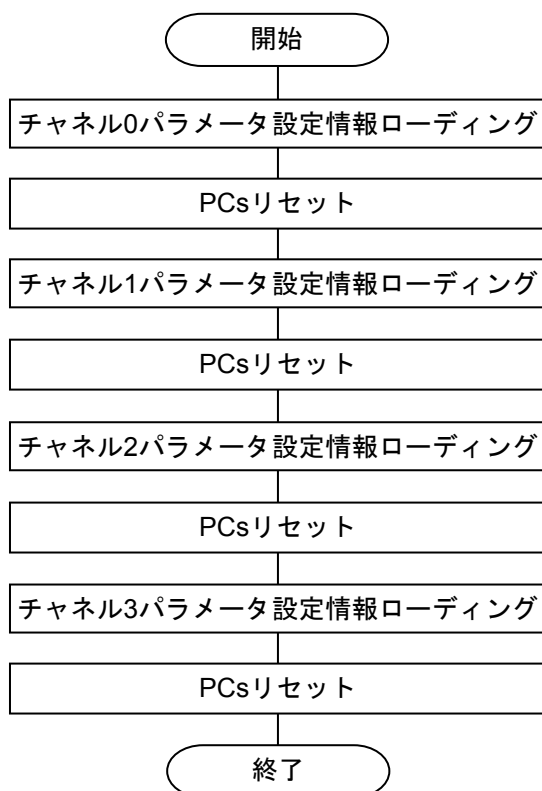 開始
チャネル0パラメータ設定情報ローディング
PCsリセット
チャネル1パラメータ設定情報ローディング
PCsリセット
チャネル2パラメータ設定情報ローディング
PCsリセット
チャネル3パラメータ設定情報ローディング
PCsリセット
終了